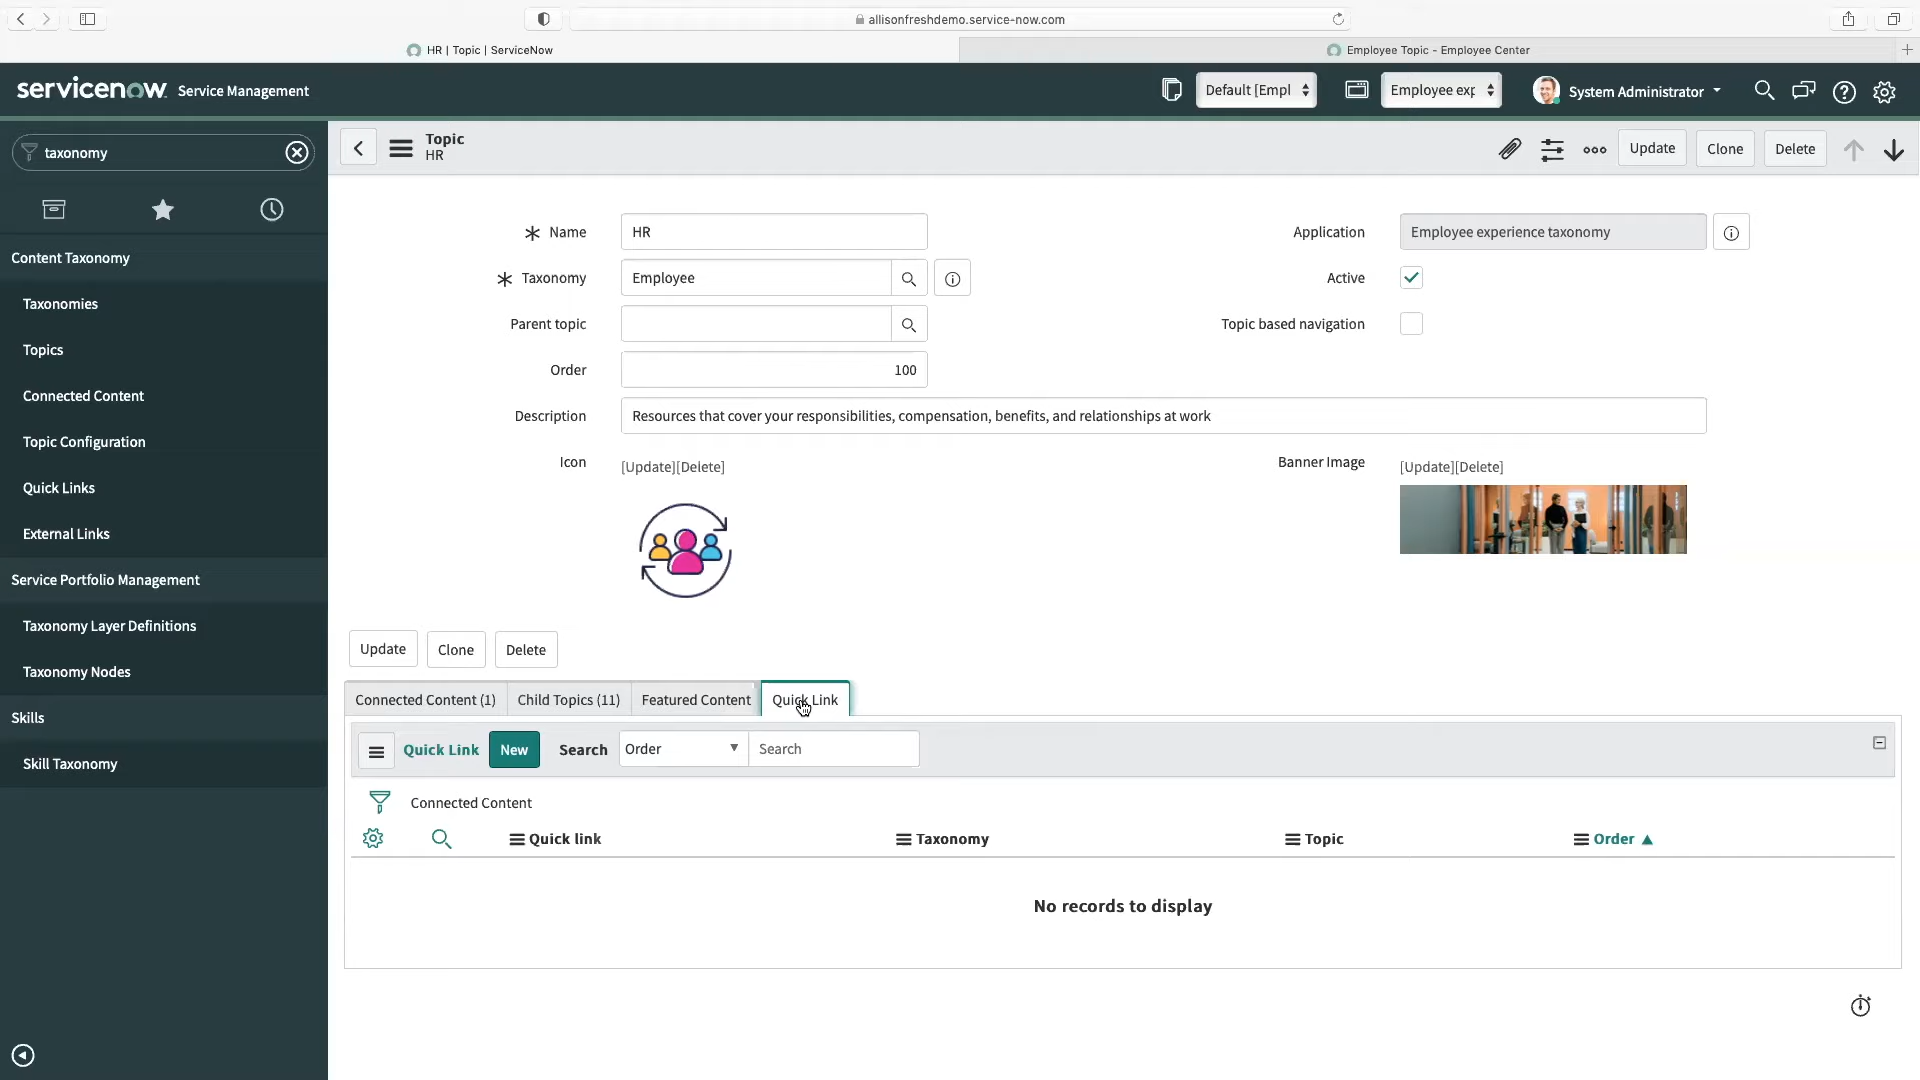 allisonfreshdemo.service-now.com
HR | Topic | ServiceNow
Employee Topic - Employee Center
servicenow Service Management
Default [Empl
Employee exp
System Administrator
taxonomy
Topic
HR
Update
Clone
Delete
Content Taxonomy
Taxonomies
Topics
Connected Content
Topic Configuration
Quick Links
External Links
Service Portfolio Management
Taxonomy Layer Definitions
Taxonomy Nodes
Skills
Skill Taxonomy
Name
HR
Application
Employee experience taxonomy
Taxonomy
Employee
Active
Parent topic
Topic based navigation
Order
100
Description
Resources that cover your responsibilities, compensation, benefits, and relationships at work
Icon
[Update][Delete]
Banner Image
[Update][Delete]
Update
Clone
Delete
Connected Content (1)
Child Topics (11)
Featured Content
Quick Link
Quick Link
New
Search
Order
Search
Connected Content
Quick link
Taxonomy
Topic
Order
No records to display